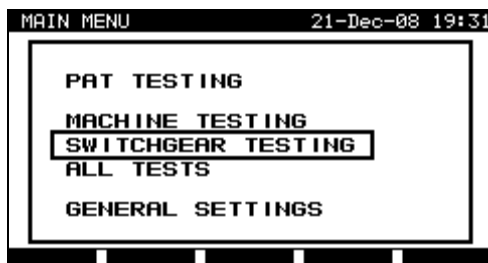 MAIN MENU 21-Dec-08 19:31
PAT TESTING
MACHINE TESTING
SWITCHGEAR TESTING
ALL TESTS
GENERAL SETTINGS